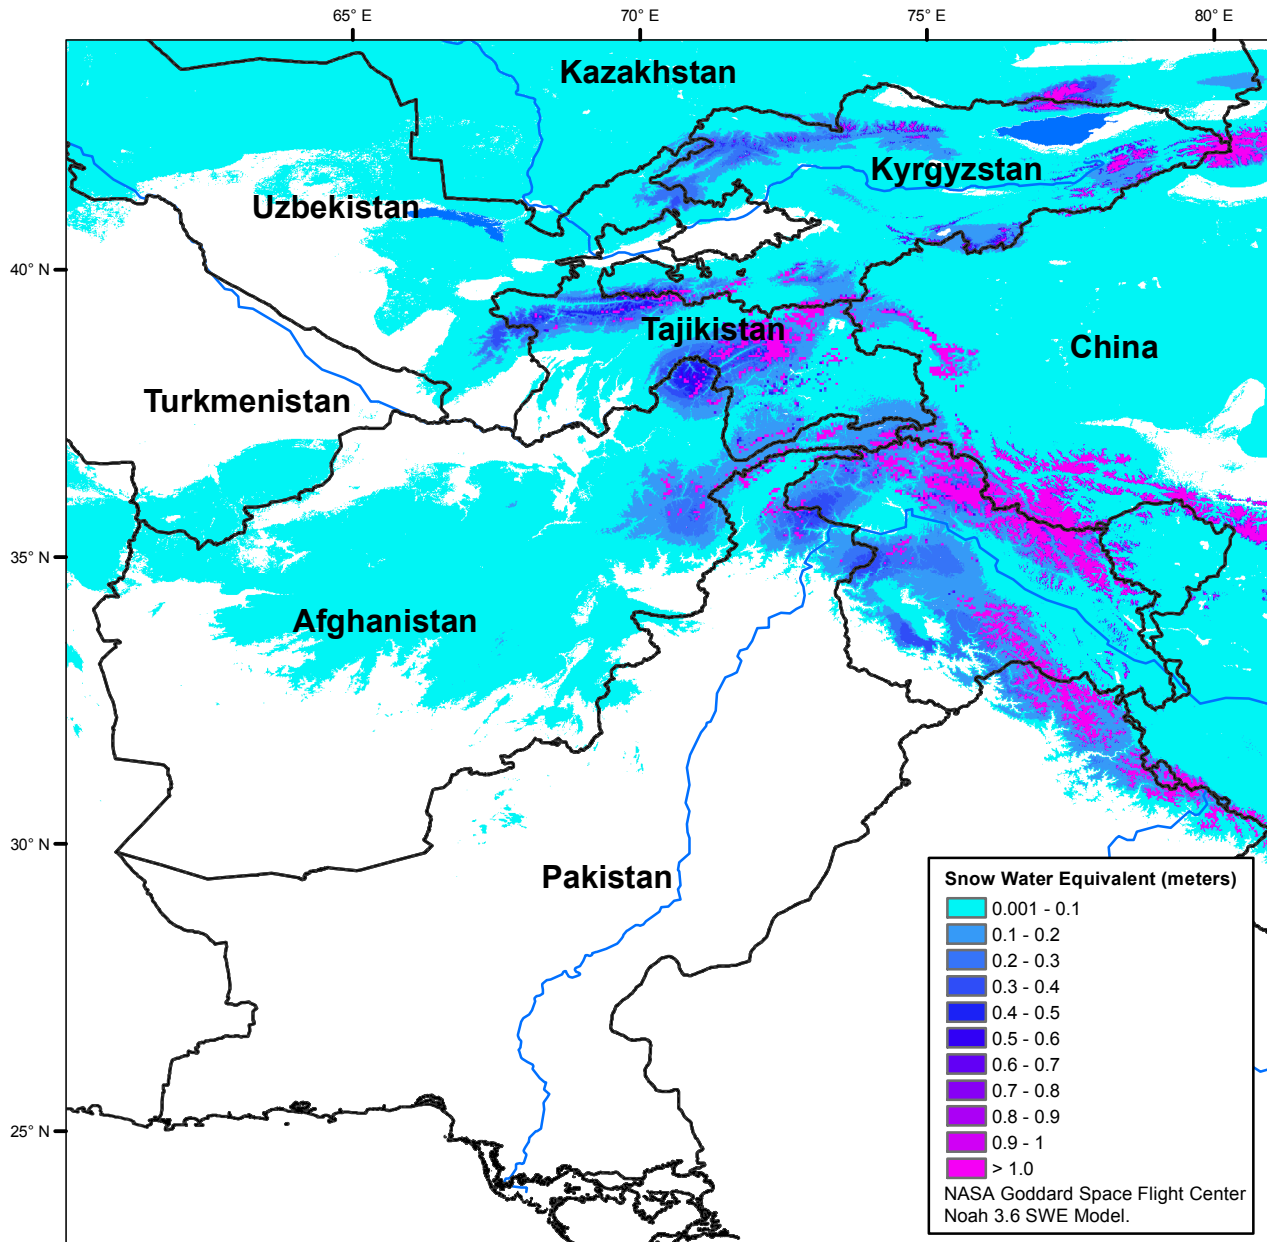 65° E 70° E 75° E 80° E
Kazakhstan
Kyrgyzstan
Uzbekistan
40° N
Tajikistan
China
Turkmenistan
35° N
Afghanistan
30° N
Pakistan
Snow Water Equivalent (meters)
0.001 - 0.1
0.1 - 0.2
0.2 - 0.3
0.3 - 0.4
0.4 - 0.5
0.5 - 0.6
0.6 - 0.7
0.7 - 0.8
0.8 - 0.9
0.9 - 1
> 1.0
25° N
NASA Goddard Space Flight Center
Noah 3.6 SWE Model.